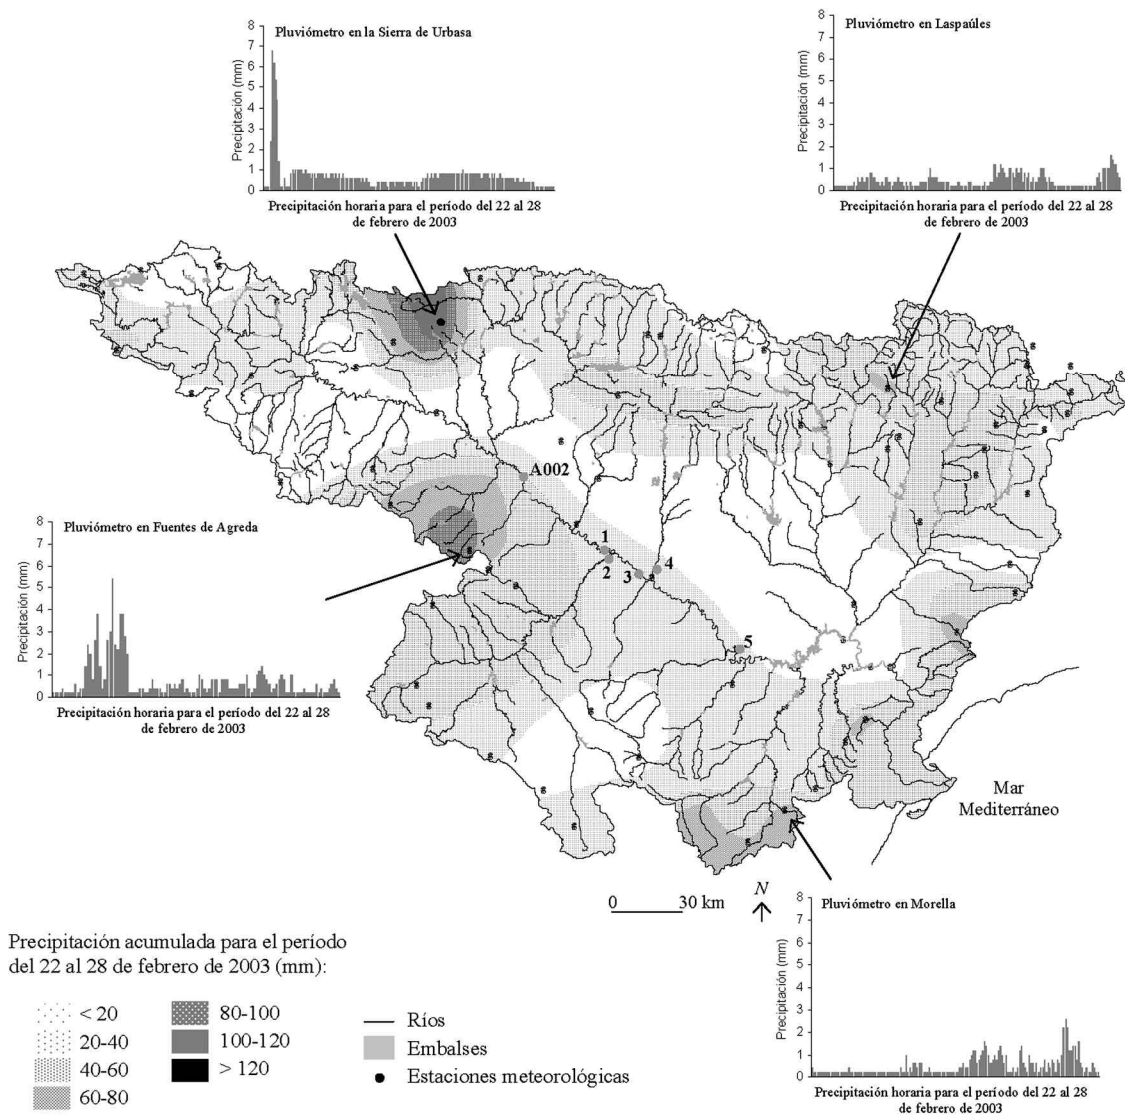 8
7
6
5
4
3
2
1
0
Precipitación (mm)
Pluviómetro en la Sierra de Urbasa
Precipitación horaria para el período del 22 al 28
de febrero de 2003
8
7
6
5
4
3
2
1
0
Precipitación (mm)
Pluviómetro en Laspaúles
Precipitación horaria para el período del 22 al 28
de febrero de 2003
A002
1
2
3
4
5
8
7
6
5
4
3
2
1
0
Precipitación (mm)
Pluviómetro en Fuentes de Agreda
Precipitación horaria para el período del 22 al 28
de febrero de 2003
Mar
Mediterráneo
0 30 km
N
8
7
6
5
4
3
2
1
0
Precipitación (mm)
Pluviómetro en Morella
Precipitación horaria para el período del 22 al 28
de febrero de 2003
Precipitación acumulada para el período
del 22 al 28 de febrero de 2003 (mm):
< 20
20-40
40-60
60-80
80-100
100-120
> 120
Ríos
Embalses
Estaciones meteorológicas